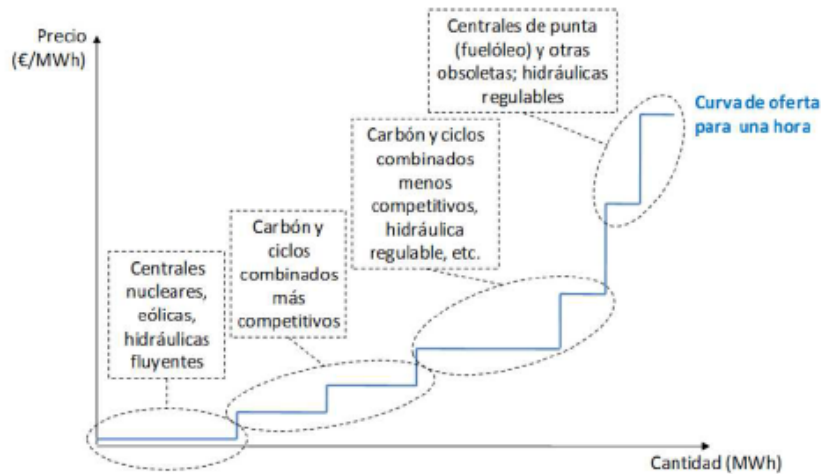 Precio
(€/MWh)
Centrales de punta
(fuelóleo) y otras
obsoletas; hidráulicas
regulables
Curva de oferta
para una hora
Carbón y ciclos
combinados
menos
competitivos,
hidráulica
regulable, etc.
Carbón y
ciclos
combinados
más
competitivos
Centrales
nucleares,
eólicas,
hidráulicas
fluyentes
Cantidad (MWh)